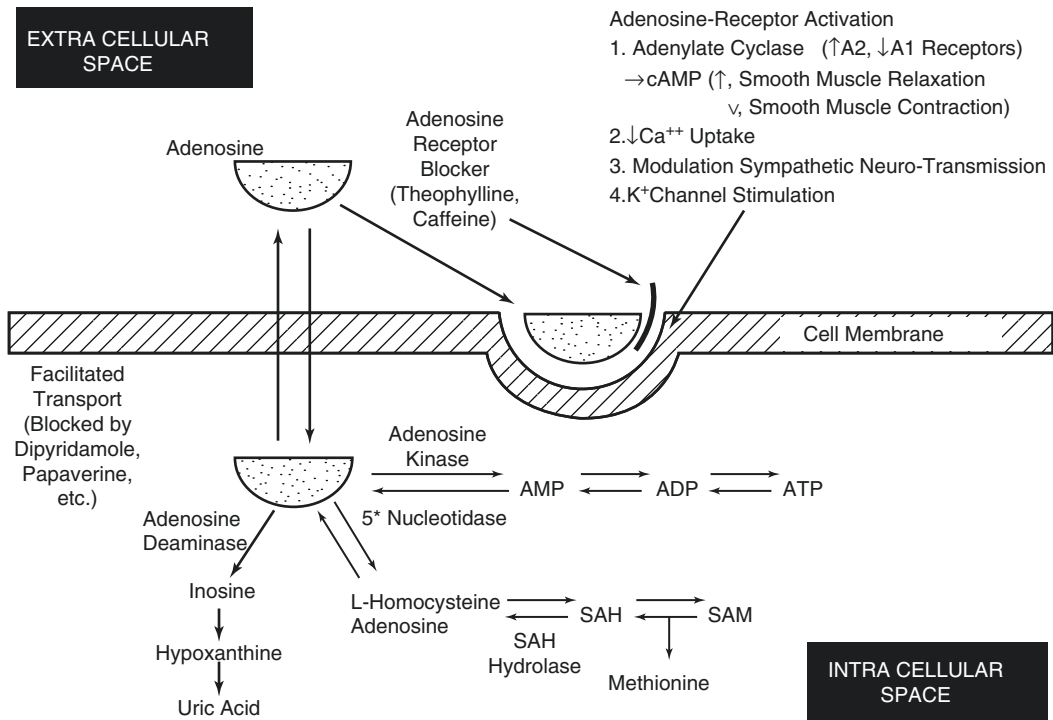 EXTRA CELLULAR
SPACE
Adenosine-Receptor Activation
1. Adenylate Cyclase (↑A2, ↓A1 Receptors)
→cAMP (↑, Smooth Muscle Relaxation
v, Smooth Muscle Contraction)
2.↓Ca++ Uptake
3. Modulation Sympathetic Neuro-Transmission
4.K+Channel Stimulation
Adenosine
Adenosine
Receptor
Blocker
(Theophylline,
Caffeine)
Cell Membrane
Facilitated
Transport
(Blocked by
Dipyridamole,
Papaverine,
etc.)
Adenosine
Kinase
AMP
ADP
ATP
5* Nucleotidase
Adenosine
Deaminase
Inosine
Hypoxanthine
Uric Acid
L-Homocysteine
Adenosine
SAH
SAM
SAH
Hydrolase
Methionine
INTRA CELLULAR
SPACE